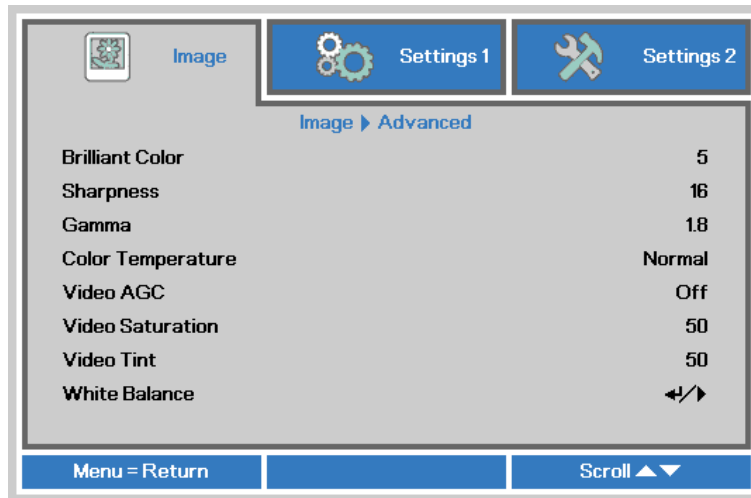 Image
Settings 1
Settings 2
Image ▶ Advanced
Brilliant Color 5
Sharpness 16
Gamma 1.8
Color Temperature Normal
Video AGC Off
Video Saturation 50
Video Tint 50
White Balance ↵/▶
Menu = Return
Scroll ▲▼